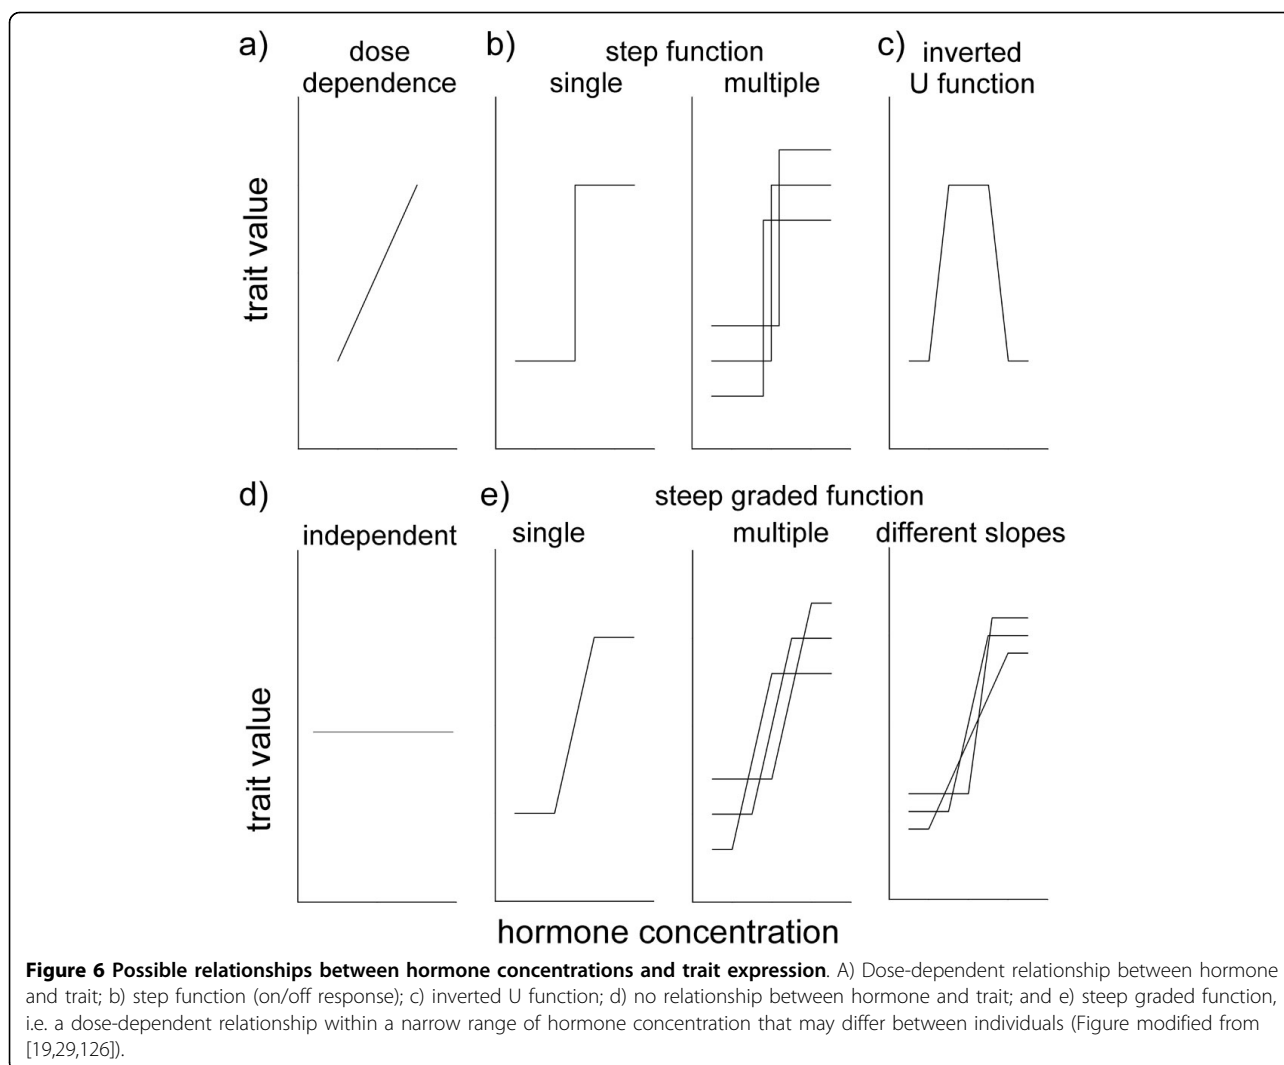 a)
dose
dependence
b)
step function
single
multiple
c)
inverted
U function
trait value
d)
independent
e)
steep graded function
single
multiple
different slopes
trait value
hormone concentration
Figure 6 Possible relationships between hormone concentrations and trait expression. A) Dose-dependent relationship between hormone
and trait; b) step function (on/off response); c) inverted U function; d) no relationship between hormone and trait; and e) steep graded function,
i.e. a dose-dependent relationship within a narrow range of hormone concentration that may differ between individuals (Figure modified from
[19,29,126]).